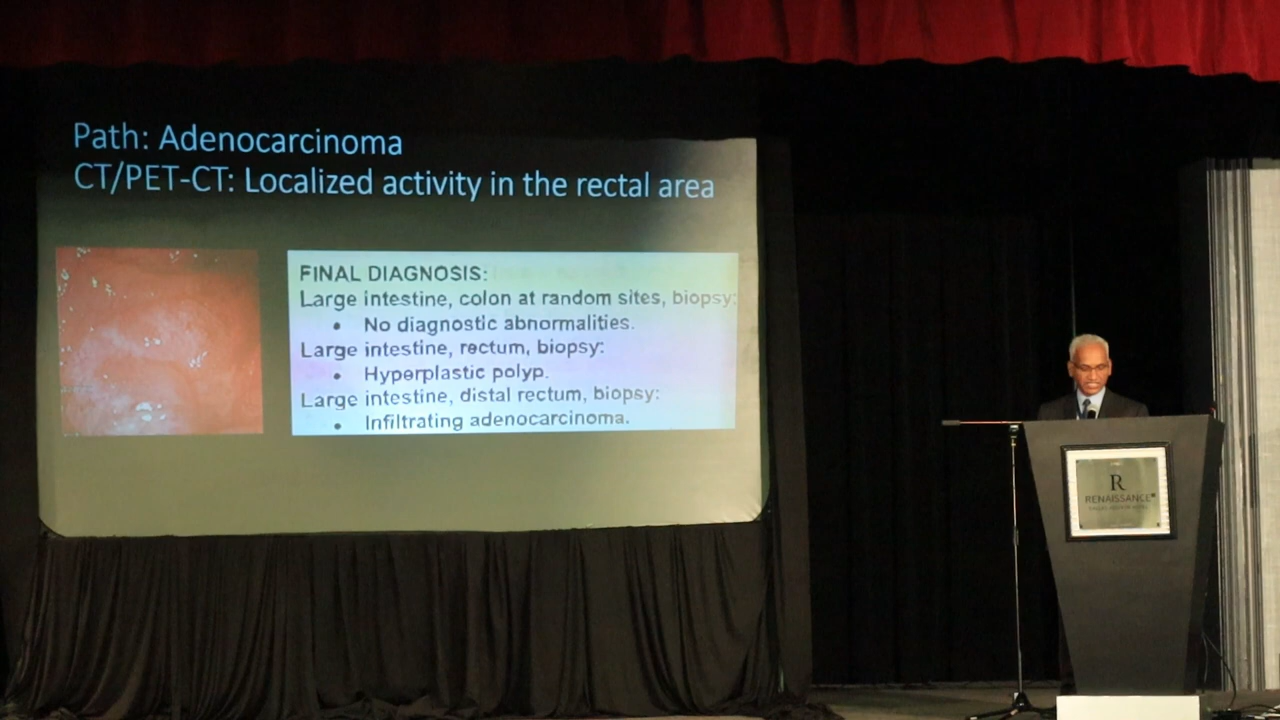 Path: Adenocarcinoma
CT/PET-CT: Localized activity in the rectal area
FINAL DIAGNOSIS:
Large intestine, colon at random sites, biopsy:
• No diagnostic abnormalities.
Large intestine, rectum, biopsy:
• Hyperplastic polyp.
Large intestine, distal rectum, biopsy:
• Infiltrating adenocarcinoma.
R
RENAISSANCE